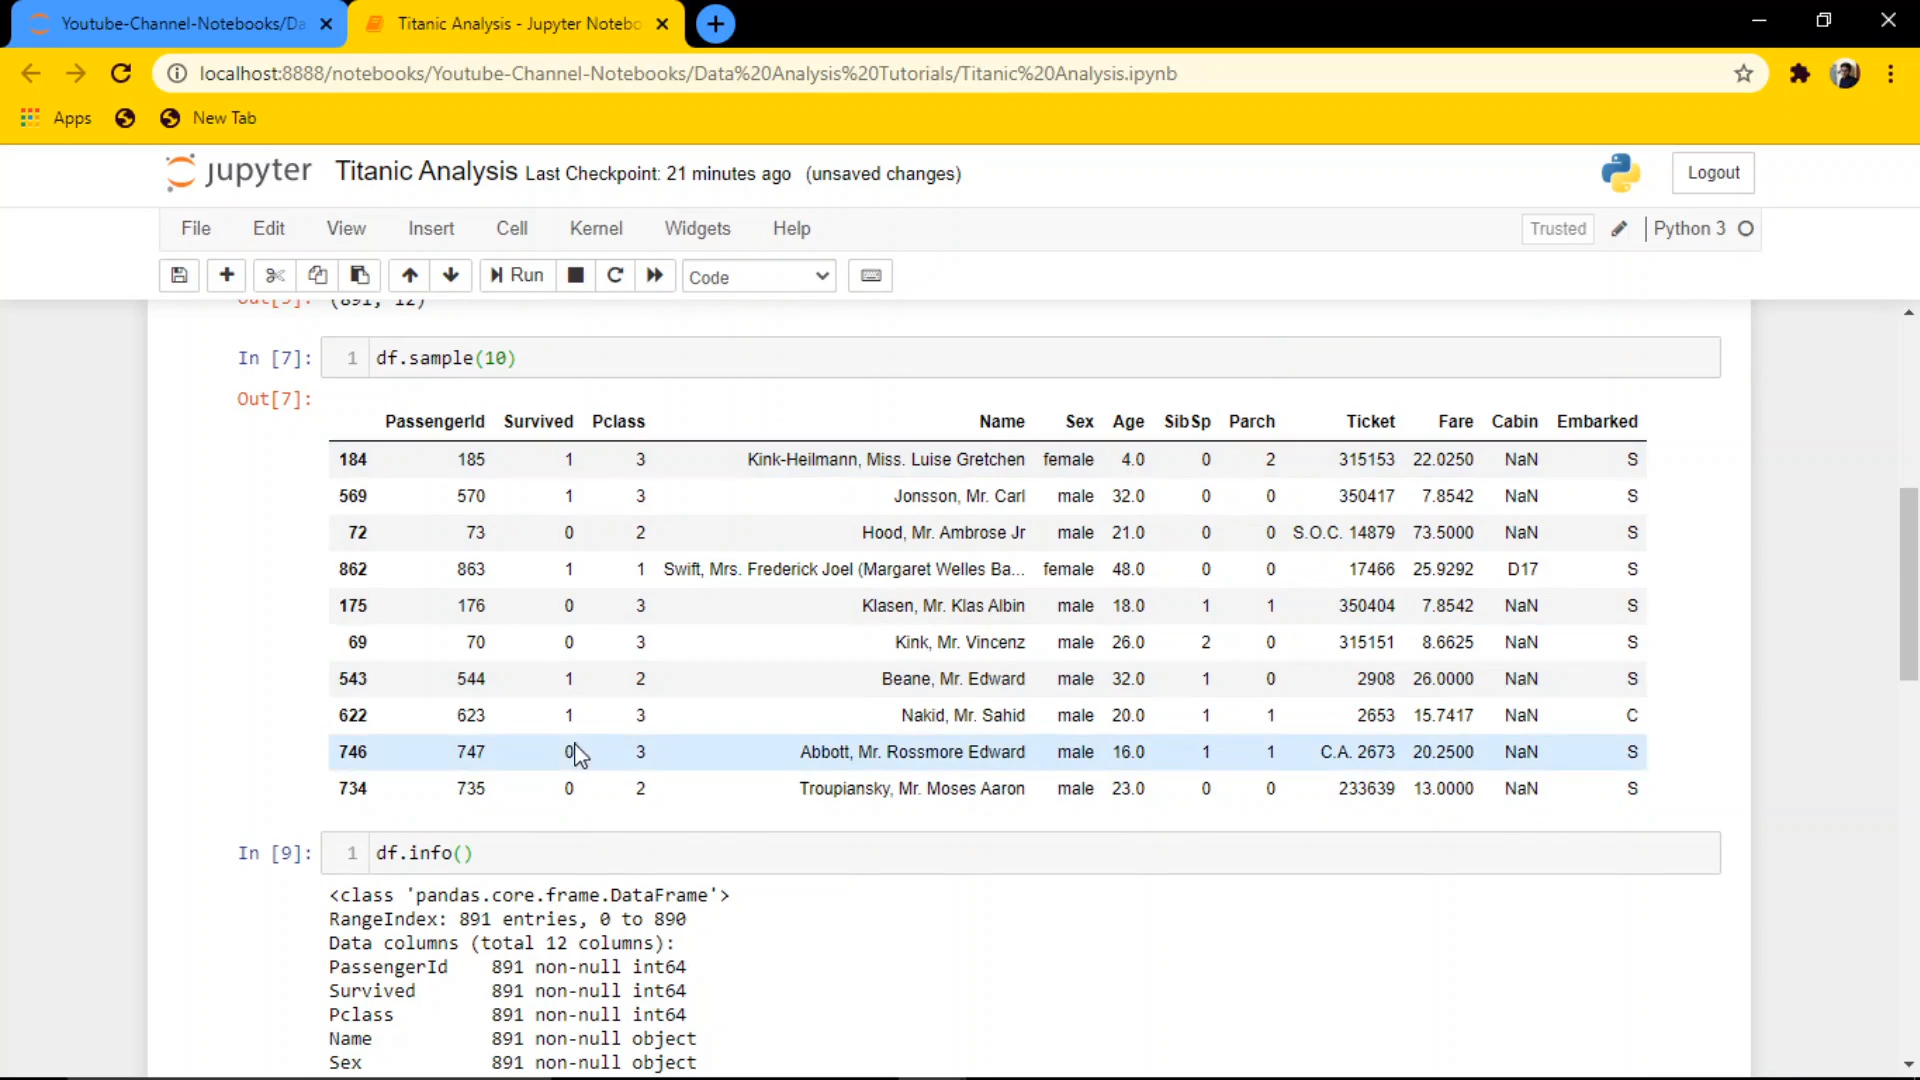 Youtube-Channel-Notebooks/Da
Titanic Analysis - Jupyter Notebo
localhost:8888/notebooks/Youtube-Channel-Notebooks/Data%20Analysis%20Tutorials/Titanic%20Analysis.ipynb
Apps New Tab
jupyter Titanic Analysis Last Checkpoint: 21 minutes ago (unsaved changes) Logout
File Edit View Insert Cell Kernel Widgets Help Trusted Python 3
Run Code
Out[5]: (891, 12)
In [7]: 1 df.sample(10)
Out[7]:
PassengerId Survived Pclass Name Sex Age SibSp Parch Ticket Fare Cabin Embarked
184 185 1 3 Kink-Heilmann, Miss. Luise Gretchen female 4.0 0 2 315153 22.0250 NaN S
569 570 1 3 Jonsson, Mr. Carl male 32.0 0 0 350417 7.8542 NaN S
72 73 0 2 Hood, Mr. Ambrose Jr male 21.0 0 0 S.O.C. 14879 73.5000 NaN S
862 863 1 1 Swift, Mrs. Frederick Joel (Margaret Welles Ba... female 48.0 0 0 17466 25.9292 D17 S
175 176 0 3 Klasen, Mr. Klas Albin male 18.0 1 1 350404 7.8542 NaN S
69 70 0 3 Kink, Mr. Vincenz male 26.0 2 0 315151 8.6625 NaN S
543 544 1 2 Beane, Mr. Edward male 32.0 1 0 2908 26.0000 NaN S
622 623 1 3 Nakid, Mr. Sahid male 20.0 1 1 2653 15.7417 NaN C
746 747 0 3 Abbott, Mr. Rossmore Edward male 16.0 1 1 C.A. 2673 20.2500 NaN S
734 735 0 2 Troupiansky, Mr. Moses Aaron male 23.0 0 0 233639 13.0000 NaN S
In [9]: 1 df.info()
<class 'pandas.core.frame.DataFrame'>
RangeIndex: 891 entries, 0 to 890
Data columns (total 12 columns):
PassengerId 891 non-null int64
Survived 891 non-null int64
Pclass 891 non-null int64
Name 891 non-null object
Sex 891 non-null object